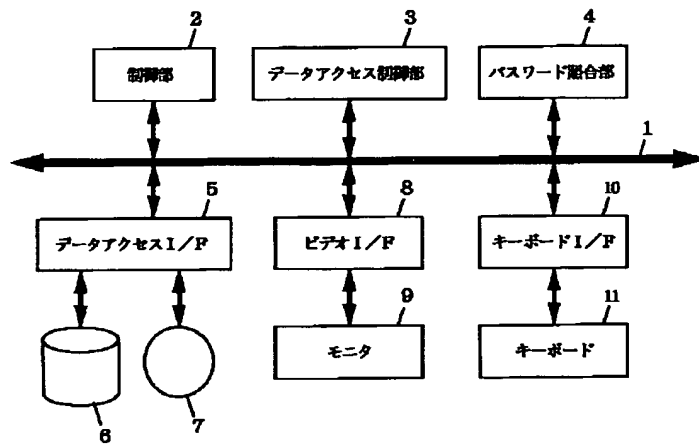 2
3
4
制御部
データアクセス制御部
パスワード照合部
1
5
8
10
データアクセスI/F
ビデオI/F
キーボードI/F
9
11
モニタ
キーボード
6
7